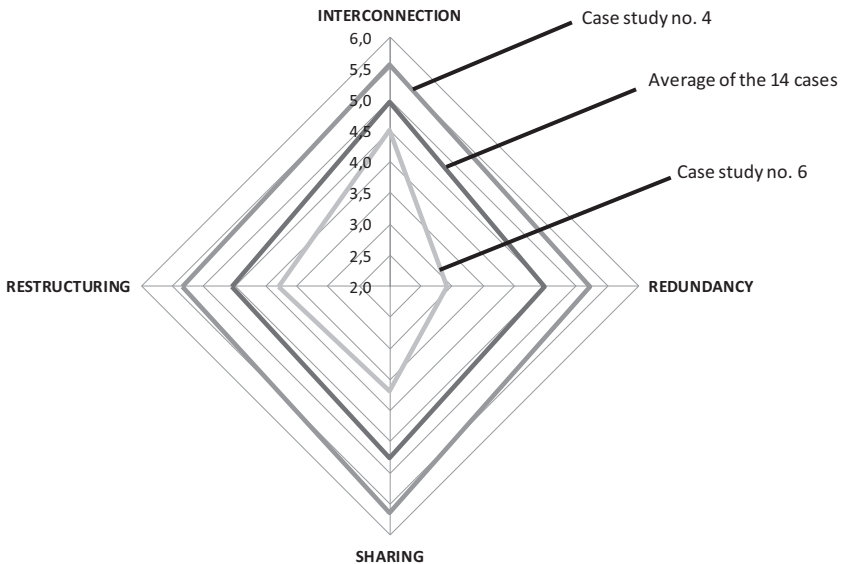 INTERCONNECTION
Case study no. 4
6,0
5,5
Average of the 14 cases
5,0
4,5
4,0
Case study no. 6
3,5
3,0
2,5
RESTRUCTURING
2,0
REDUNDANCY
SHARING